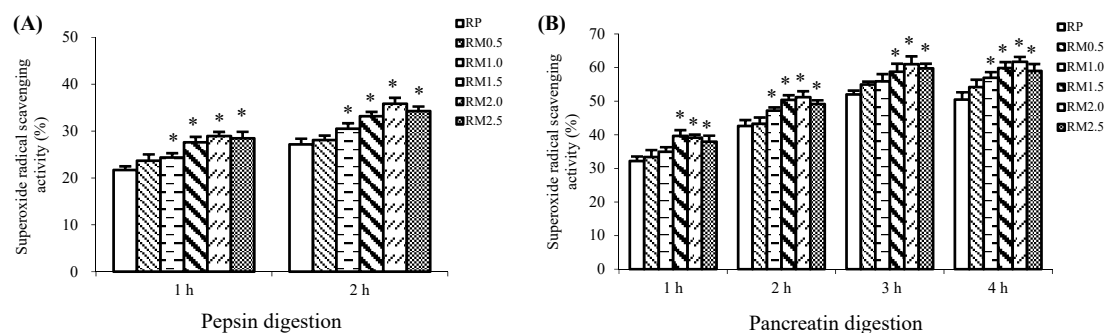 (A)
Superoxide radical scavenging
activity (%)
50
40
30
20
10
0
* * * *
* * * *
1 h
2 h
Pepsin digestion
RP
RM0.5
RM1.0
RM1.5
RM2.0
RM2.5
(B)
Superoxide radical scavenging
activity (%)
70
60
50
40
30
20
10
0
* * *
* * * *
* * *
* * * *
1 h
2 h
3 h
4 h
Pancreatin digestion
RP
RM0.5
RM1.0
RM1.5
RM2.0
RM2.5